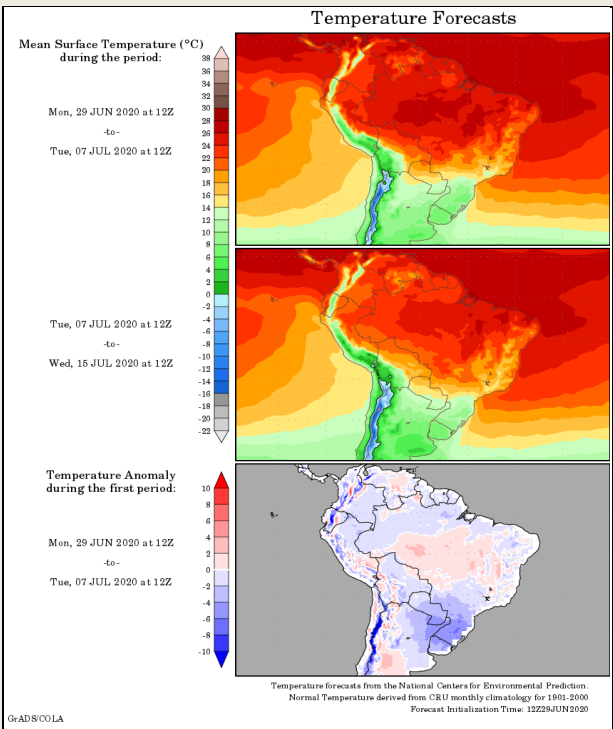 Temperature Forecasts
Mean Surface Temperature (°C)
during the period:
Mon, 29 JUN 2020 at 12Z
-to-
Tue, 07 JUL 2020 at 12Z
38
36
34
32
30
28
26
24
22
20
18
16
14
12
10
8
6
4
2
0
-2
-4
-6
-8
-10
-12
-14
-16
-18
-20
-22
Tue, 07 JUL 2020 at 12Z
-to-
Wed, 15 JUL 2020 at 12Z
Temperature Anomaly
during the first period:
Mon, 29 JUN 2020 at 12Z
-to-
Tue, 07 JUL 2020 at 12Z
10
8
6
4
2
0
-2
-4
-6
-8
-10
Temperature forecasts from the National Centers for Environmental Prediction.
Normal Temperature derived from CRU monthly climatology for 1901-2000
Forecast Initialization Time: 12Z29JUN2020
GrADS/COLA